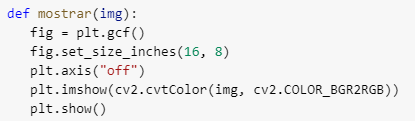 def mostrar(img):
    fig = plt.gcf()
    fig.set_size_inches(16, 8)
    plt.axis("off")
    plt.imshow(cv2.cvtColor(img, cv2.COLOR_BGR2RGB))
    plt.show()